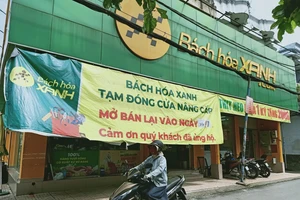 Bách hóa XANH
Bách hóa
XANH
BÁCH HÓA XANH
TẠM ĐÓNG CỬA NÂNG CẤP
MỞ BÁN LẠI VÀO NGÀY
Cảm ơn quý khách đã ủng hộ.